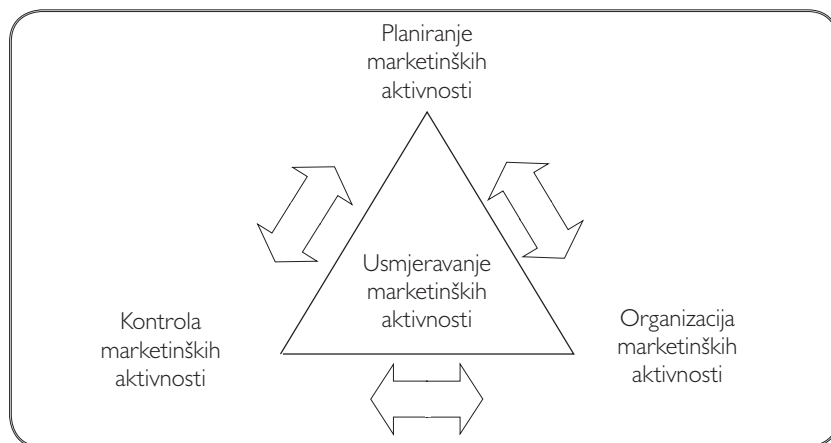 Planiranje
marketinških
aktivnosti
Usmjeravanje
marketinških
aktivnosti
Kontrola
marketinških
aktivnosti
Organizacija
marketinških
aktivnosti